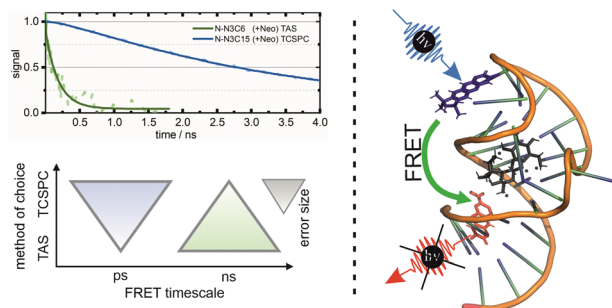 signal
1.0
0.5
0.0
N-N3C6 (+Neo) TAS
N-N3C15 (+Neo) TCSPC
0.5 1.0 1.5 2.0 2.5 3.0 3.5 4.0
time / ns
method of choice
TAS TCSPC
error size
ps ns
FRET timescale
hν
FRET
hν